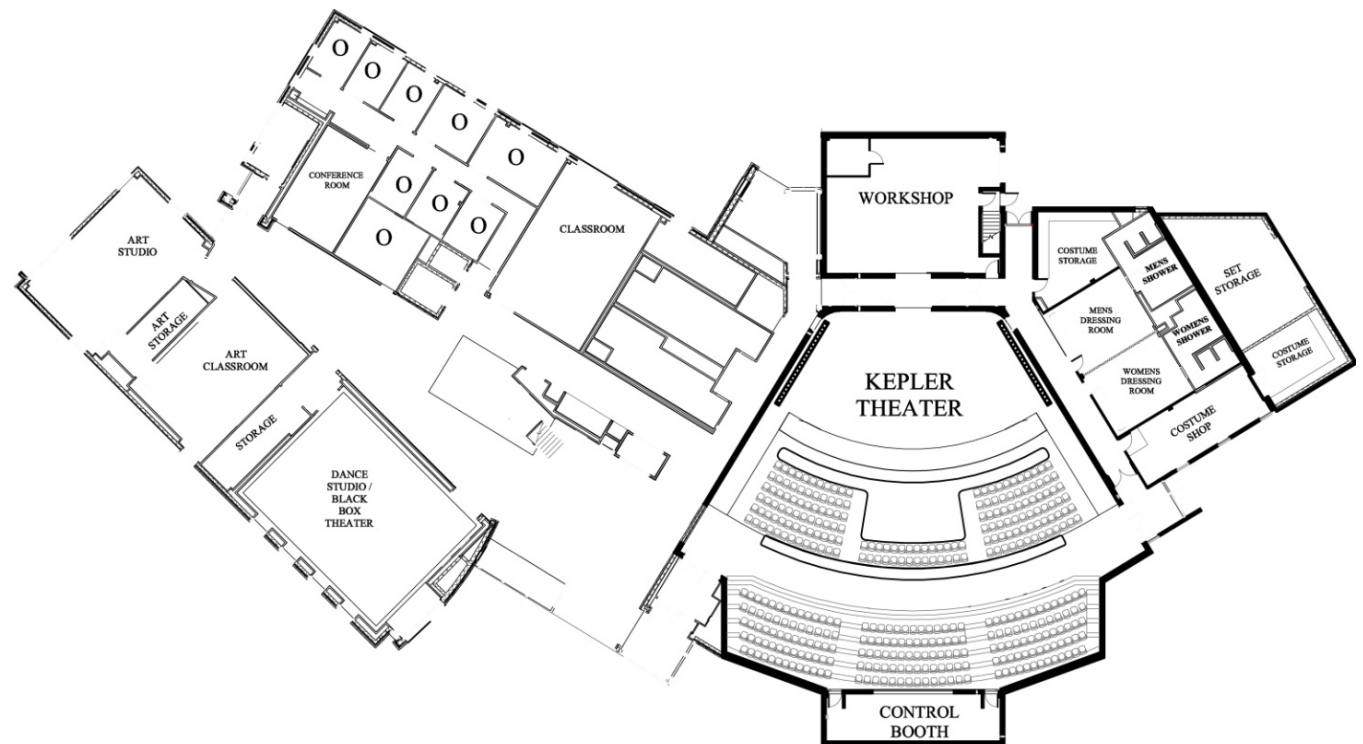 O
O
O
O
O
CONFERENCE
ROOM
O
O
O
O
CLASSROOM
ART
STUDIO
ART
STORAGE
ART
CLASSROOM
STORAGE
DANCE
STUDIO /
BLACK
BOX
THEATER
WORKSHOP
COSTUME
STORAGE
MENS
SHOWER
SET
STORAGE
MENS
DRESSING
ROOM
WOMENS
SHOWER
COSTUME
STORAGE
WOMENS
DRESSING
ROOM
COSTUME
SHOP
KEPLER
THEATER
CONTROL
BOOTH